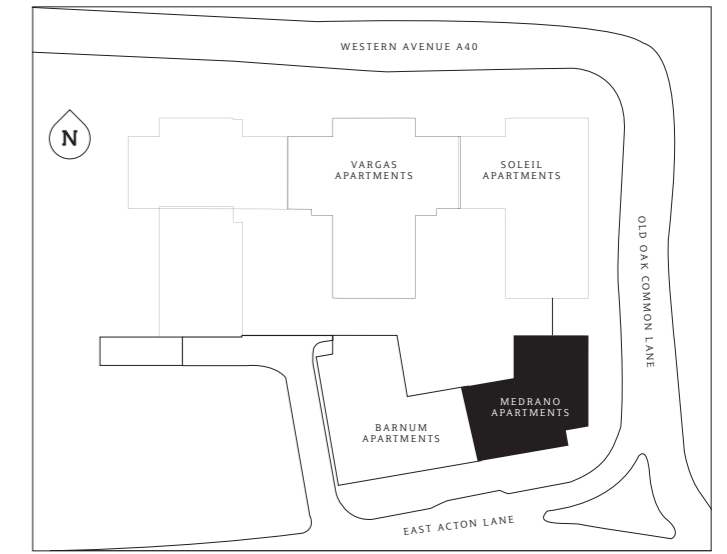 WESTERN AVENUE A40
N
VARGAS
APARTMENTS
SOLEIL
APARTMENTS
OLD OAK COMMON LANE
MEDRANO
APARTMENTS
BARNUM
APARTMENTS
EAST ACTON LANE